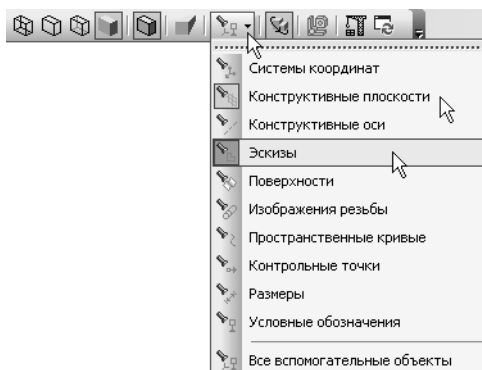 Системы координат
Конструктивные плоскости
Конструктивные оси
Эскизы
Поверхности
Изображения резьбы
Пространственные кривые
Контрольные точки
Размеры
Условные обозначения
Все вспомогательные объекты